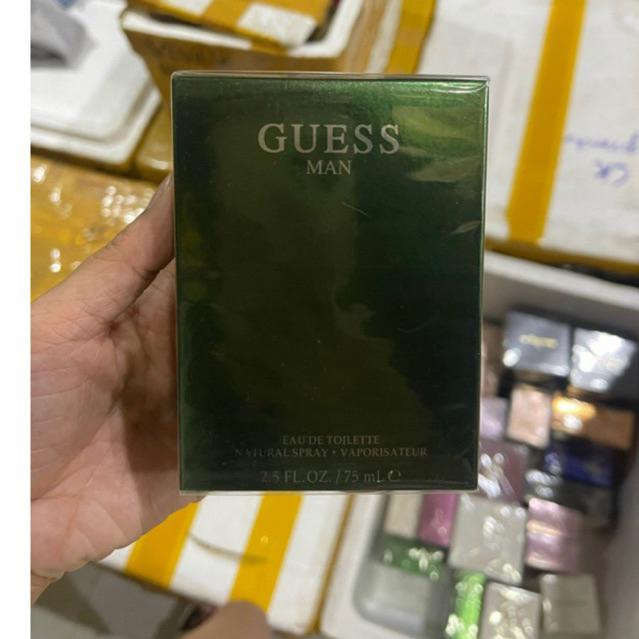 GUESS
MAN
EAU DE TOILETTE
NATURAL SPRAY • VAPORISATEUR
2.5 FL. OZ. / 75 mL ℮